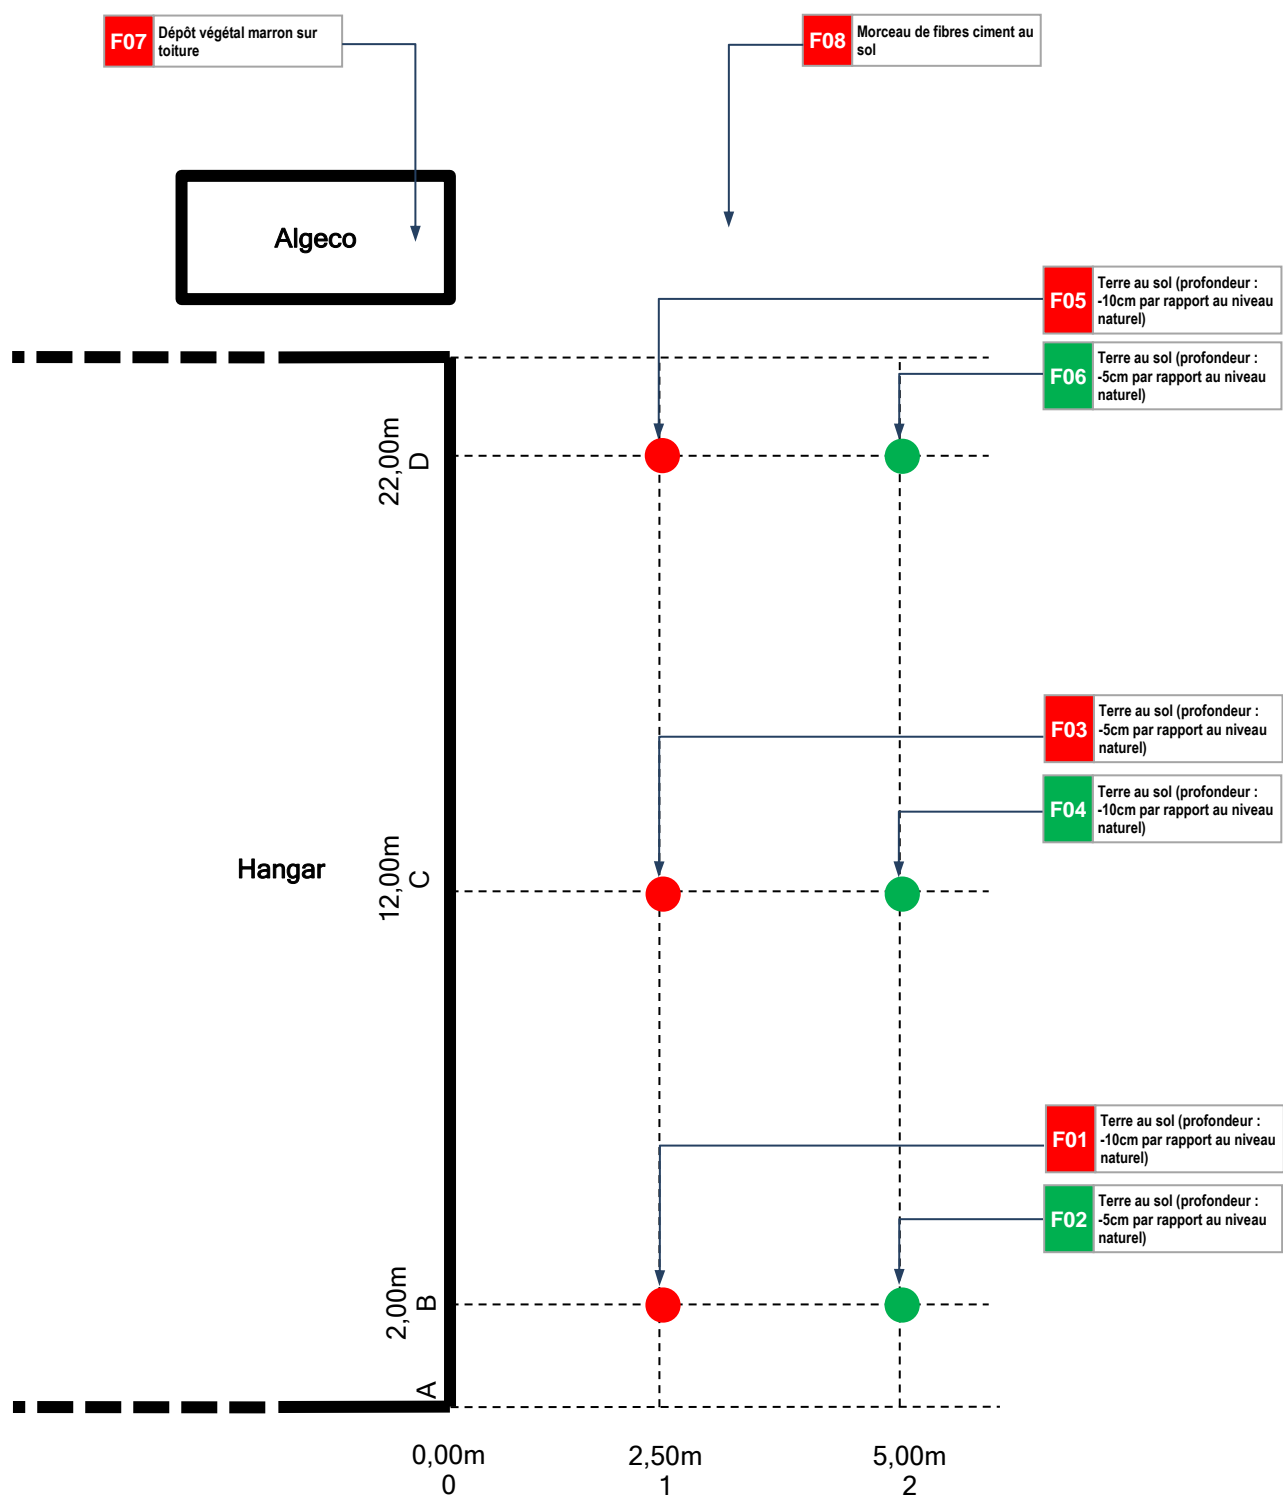 F07
Dépôt végétal marron sur
toiture
F08
Morceau de fibres ciment au
sol
Algeco
F05
Terre au sol (profondeur :
-10cm par rapport au niveau
naturel)
F06
Terre au sol (profondeur :
-5cm par rapport au niveau
naturel)
22,00m
D
F03
Terre au sol (profondeur :
-5cm par rapport au niveau
naturel)
F04
Terre au sol (profondeur :
-10cm par rapport au niveau
naturel)
Hangar
12,00m
C
F01
Terre au sol (profondeur :
-10cm par rapport au niveau
naturel)
F02
Terre au sol (profondeur :
-5cm par rapport au niveau
naturel)
2,00m
B
A
0,00m
0
2,50m
1
5,00m
2